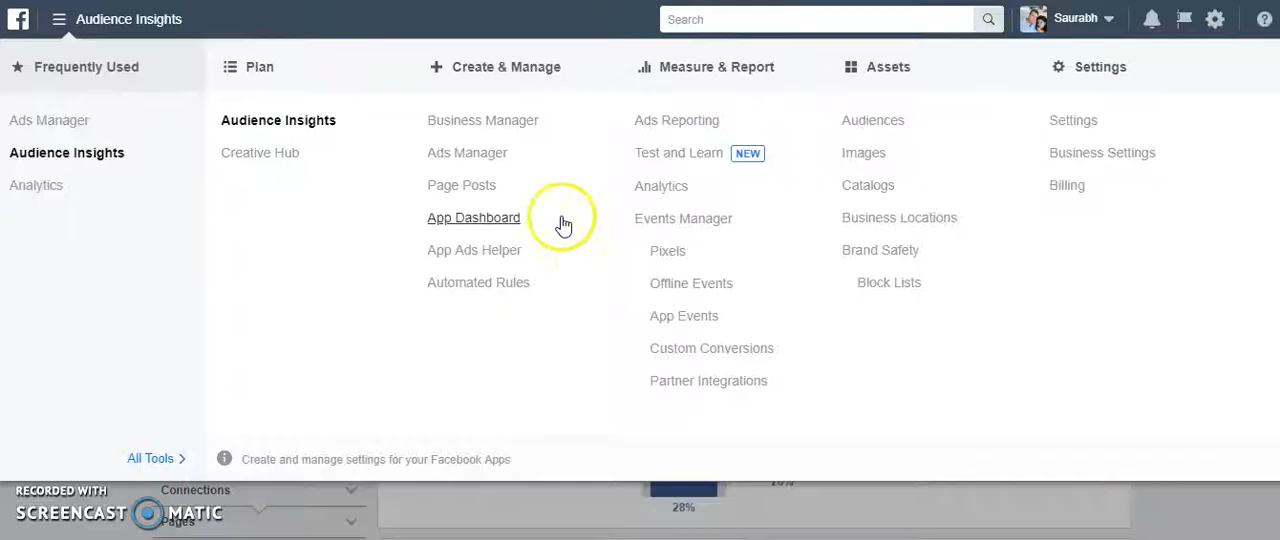 Audience Insights
Search
Saurabh
Frequently Used
Ads Manager
Audience Insights
Analytics
All Tools
Plan
Audience Insights
Creative Hub
Create & Manage
Business Manager
Ads Manager
Page Posts
App Dashboard
App Ads Helper
Automated Rules
Measure & Report
Ads Reporting
Test and Learn NEW
Analytics
Events Manager
Pixels
Offline Events
App Events
Custom Conversions
Partner Integrations
Assets
Audiences
Images
Catalogs
Business Locations
Brand Safety
Block Lists
Settings
Settings
Business Settings
Billing
Create and manage settings for your Facebook Apps
Connections
Pages
28%
RECORDED WITH
SCREENCAST MATIC